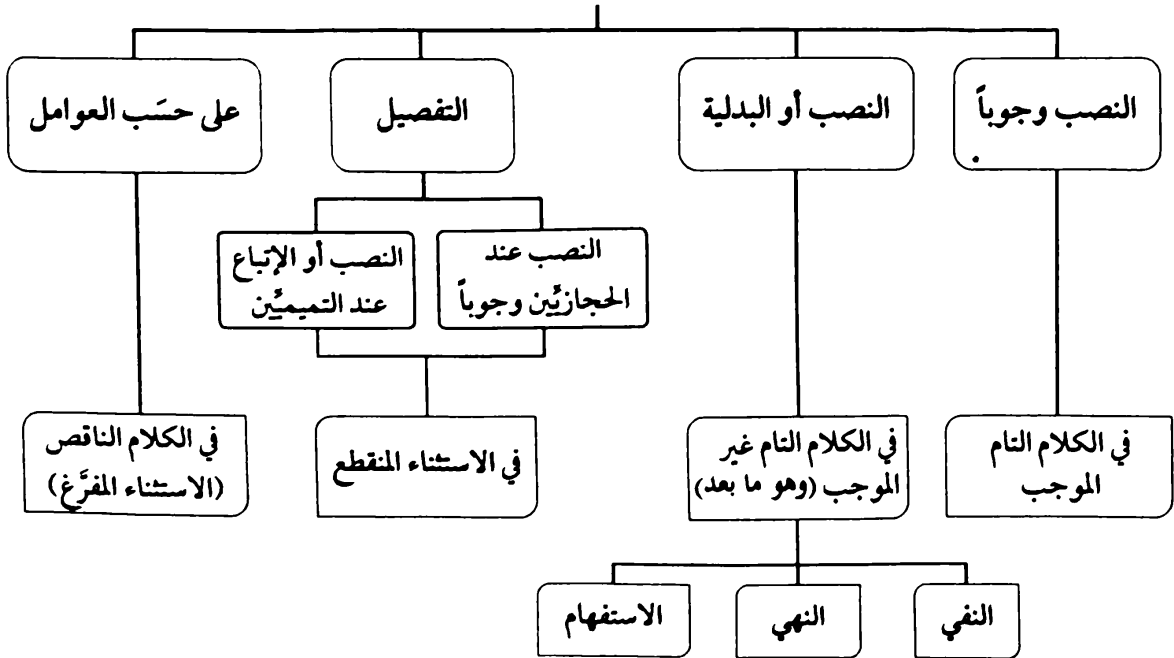 النصب وجوباً
النصب أو البدلية
التفصيل
على حسَب العوامل
النصب عند
الحجازيَّين وجوباً
النصب أو الإتباع
عند التميميَّين
في الكلام التام
الموجب
في الكلام التام غير
الموجب (وهو ما بعد)
في الاستثناء المنقطع
في الكلام الناقص
(الاستثناء المفرَّغ)
النفي
النهي
الاستفهام